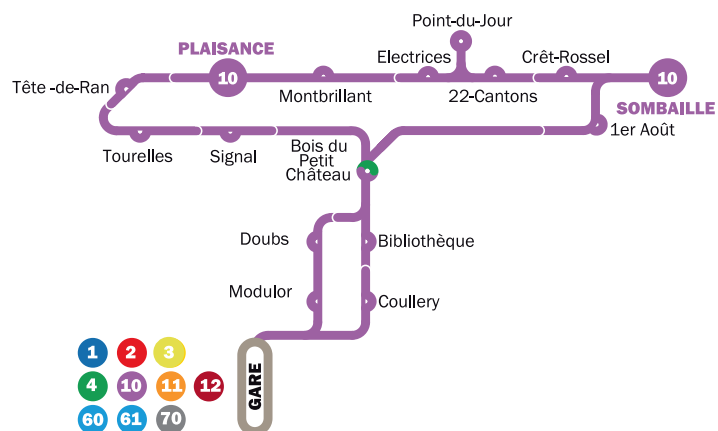 Point-du-Jour
PLAISANCE
Electrices
Crêt-Rossel
10
10
Tête -de-Ran
Montbrillant
22-Cantons
SOMBAILLE
1er Août
Tourelles
Signal
Bois du
Petit
Château
Doubs
Bibliothèque
Modulor
Coullery
GARE
1 2 3
4 10 11 12
60 61 70